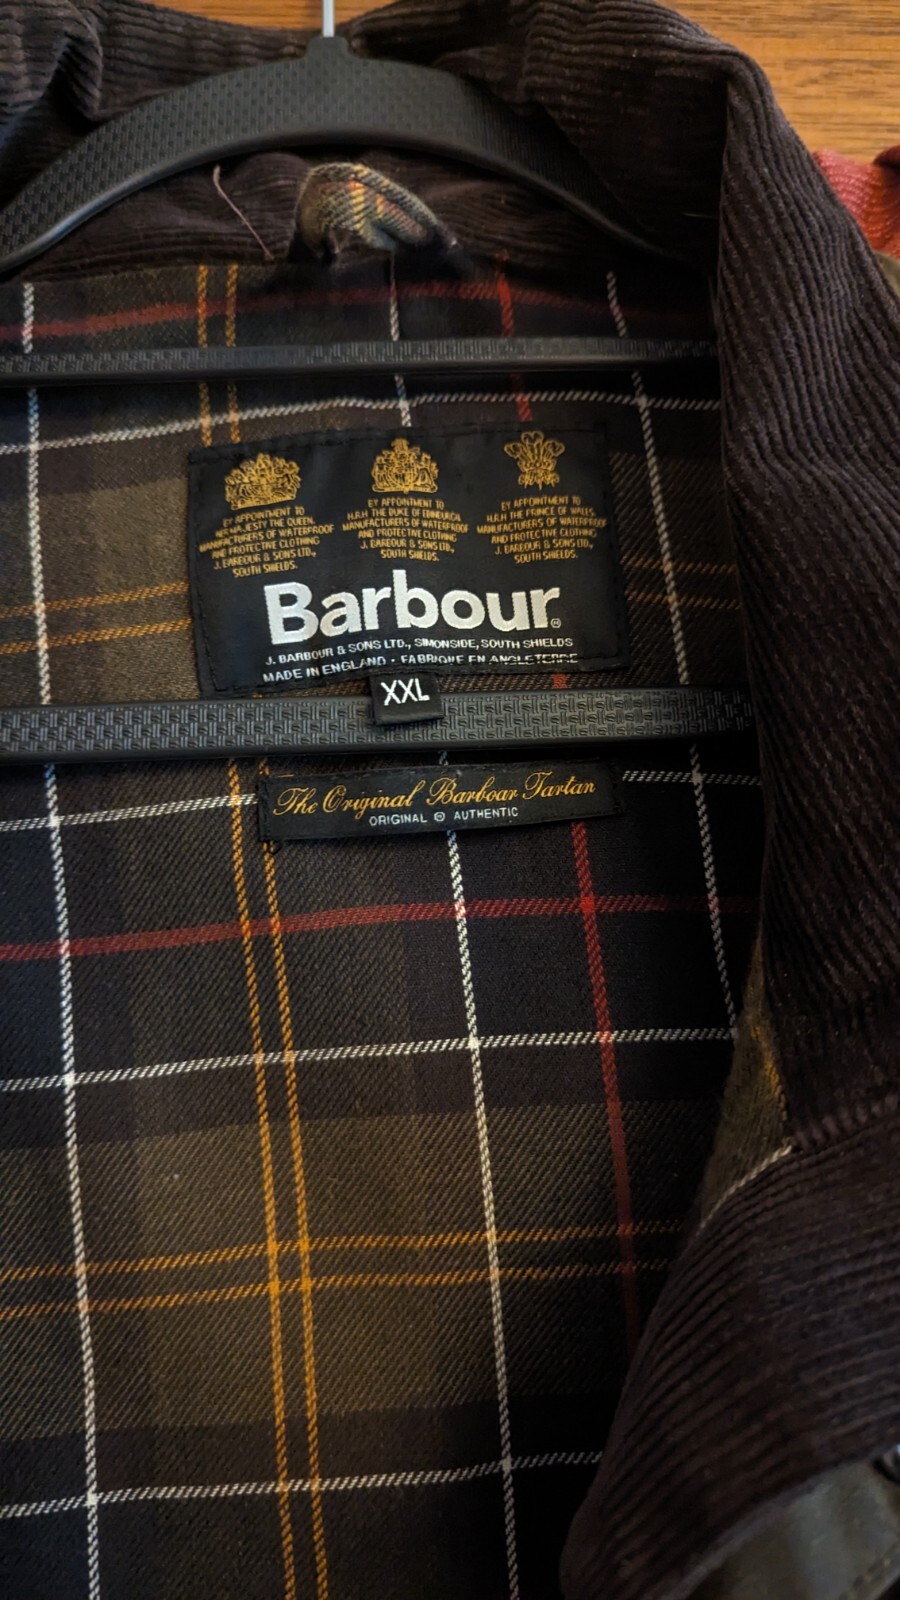 BY APPOINTMENT TO
HER MAJESTY THE QUEEN.
MANUFACTURERS OF WATERPROOF
AND PROTECTIVE CLOTHING
J. BARBOUR & SONS LTD.,
SOUTH SHIELDS.
BY APPOINTMENT TO
H.R.H THE DUKE OF EDINBURGH
MANUFACTURERS OF WATERPROOF
AND PROTECTIVE CLOTHING
J. BARBOUR & SONS LTD.,
SOUTH SHIELDS.
BY APPOINTMENT TO
H.R.H THE PRINCE OF WALES
MANUFACTURERS OF WATERPROOF
AND PROTECTIVE CLOTHING
J. BARBOUR & SONS LTD.,
SOUTH SHIELDS.
Barbour®
J. BARBOUR & SONS LTD., SIMONSIDE, SOUTH SHIELDS
MADE IN ENGLAND · FABRIQUE EN ANGLETERRE
XXL
The Original Barbour Tartan
ORIGINAL ® AUTHENTIC